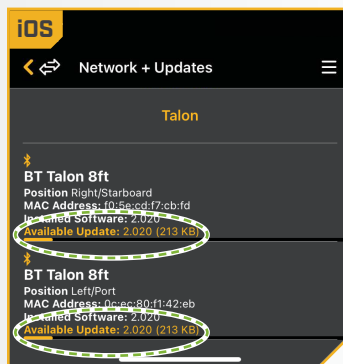 iOS
Network + Updates
Talon
BT Talon 8ft
Position Right/Starboard
MAC Address: f0:5e:cd:f7:cb:fd
Installed Software: 2.020
Available Update: 2.020 (213 KB)
BT Talon 8ft
Position Left/Port
MAC Address: 0c:ec:80:f1:42:eb
Installed Software: 2.020
Available Update: 2.020 (213 KB)